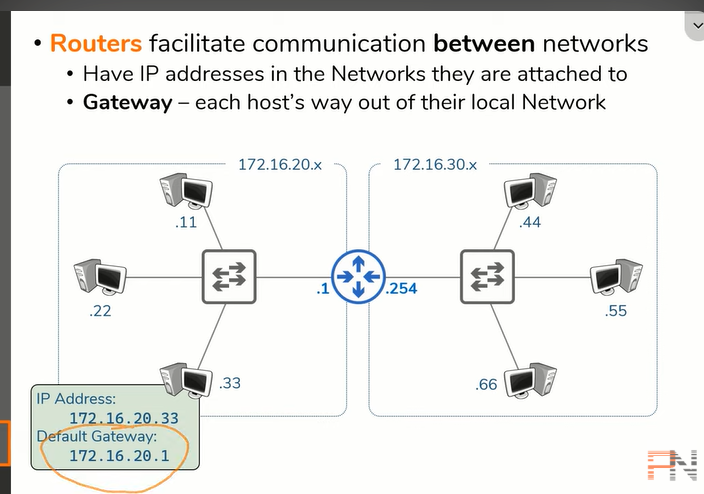 • Routers facilitate communication between networks
• Have IP addresses in the Networks they are attached to
• Gateway – each host's way out of their local Network
172.16.20.x
172.16.30.x
.11
.44
.22
.1
.254
.55
.33
.66
IP Address:
172.16.20.33
Default Gateway:
172.16.20.1
PN